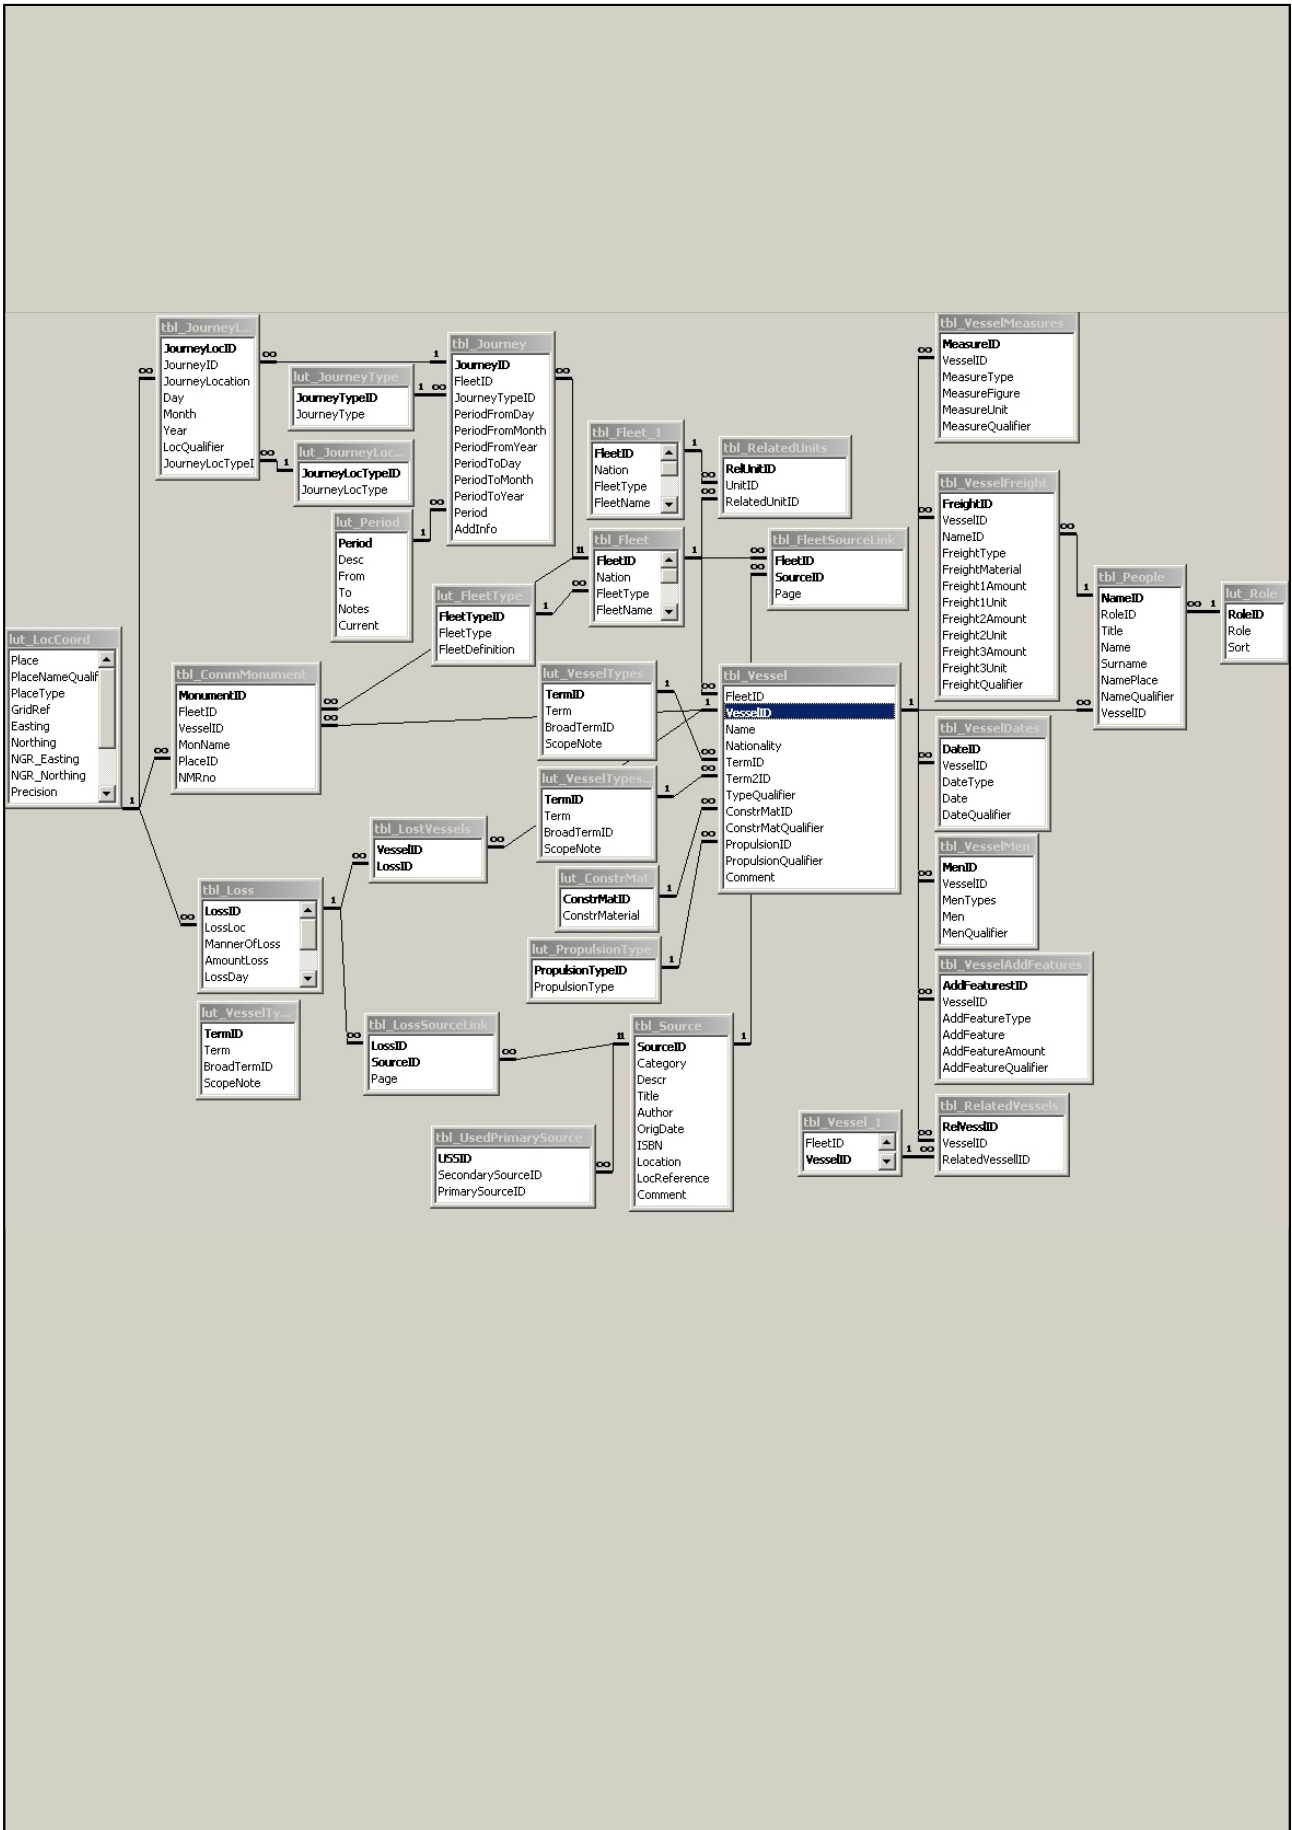 tbl_JourneyL...
JourneyLocID
JourneyID
JourneyLocation
Day
Month
Year
LocQualifier
JourneyLocTypeI
lut_JourneyType
JourneyTypeID
JourneyType
lut_JourneyLoc...
JourneyLocTypeID
JourneyLocType
tbl_Journey
JourneyID
FleetID
JourneyTypeID
PeriodFromDay
PeriodFromMonth
PeriodFromYear
PeriodToDay
PeriodToMonth
PeriodToYear
Period
AddInfo
lut_Period
Period
Desc
From
To
Notes
Current
tbl_Fleet_1
FleetID
Nation
FleetType
FleetName
tbl_RelatedUnits
RelUnitID
UnitID
RelatedUnitID
tbl_Fleet
FleetID
Nation
FleetType
FleetName
tbl_FleetSourceLink
FleetID
SourceID
Page
lut_FleetType
FleetTypeID
FleetType
FleetDefinition
tbl_VesselMeasures
MeasureID
VesselID
MeasureType
MeasureFigure
MeasureUnit
MeasureQualifier
tbl_VesselFreight
FreightID
VesselID
NameID
FreightType
FreightMaterial
Freight1Amount
Freight1Unit
Freight2Amount
Freight2Unit
Freight3Amount
Freight3Unit
FreightQualifier
tbl_People
NameID
RoleID
Title
Name
Surname
NamePlace
NameQualifier
VesselID
lut_Role
RoleID
Role
Sort
lut_LocCoord
Place
PlaceNameQualif
PlaceType
GridRef
Easting
Northing
NGR_Easting
NGR_Northing
Precision
tbl_CommMonument
MonumentID
FleetID
VesselID
MonName
PlaceID
NMRno
lut_VesselTypes
TermID
Term
BroadTermID
ScopeNote
lut_VesselTypes...
TermID
Term
BroadTermID
ScopeNote
tbl_Vessel
FleetID
VesselID
Name
Nationality
TermID
Term2ID
TypeQualifier
ConstrMatID
ConstrMatQualifier
PropulsionID
PropulsionQualifier
Comment
tbl_VesselDates
DateID
VesselID
DateType
Date
DateQualifier
tbl_LostVessels
VesselID
LossID
tbl_VesselMen
MenID
VesselID
MenTypes
Men
MenQualifier
lut_ConstrMat
ConstrMatID
ConstrMaterial
tbl_Loss
LossID
LossLoc
MannerOfLoss
AmountLoss
LossDay
lut_PropulsionType
PropulsionTypeID
PropulsionType
tbl_VesselAddFeatures
AddFeaturestID
VesselID
AddFeatureType
AddFeature
AddFeatureAmount
AddFeatureQualifier
lut_VesselTy...
TermID
Term
BroadTermID
ScopeNote
tbl_LossSourceLink
LossID
SourceID
Page
tbl_Source
SourceID
Category
Descr
Title
Author
OrigDate
ISBN
Location
LocReference
Comment
tbl_UsedPrimarySource
USSID
SecondarySourceID
PrimarySourceID
tbl_Vessel_1
FleetID
VesselID
tbl_RelatedVessels
RelVesslID
VesselID
RelatedVesselID